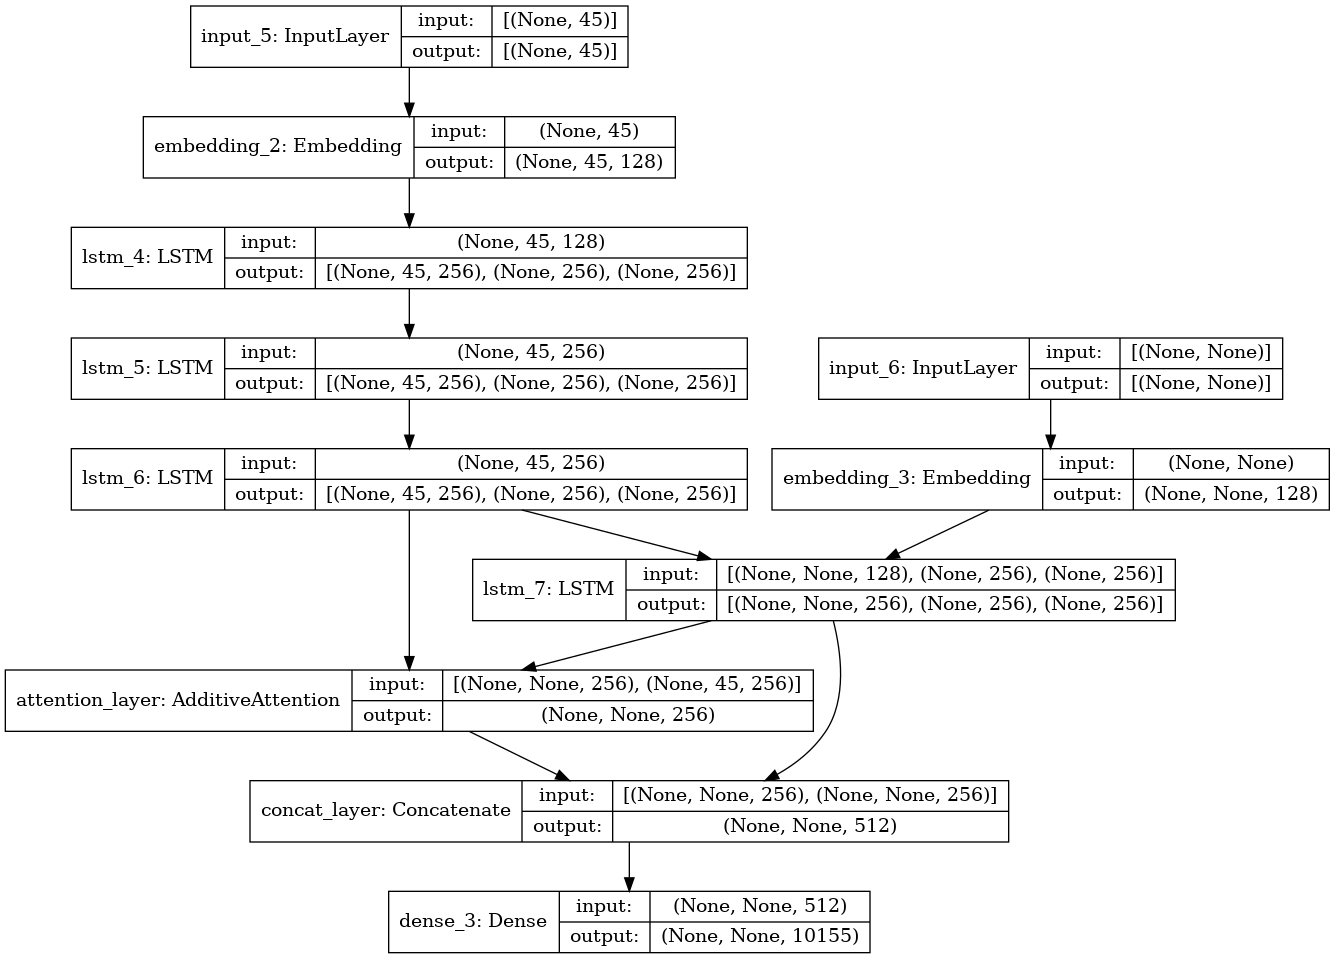 input_5: InputLayer
input:
[(None, 45)]
output:
[(None, 45)]
embedding_2: Embedding
input:
(None, 45)
output:
(None, 45, 128)
lstm_4: LSTM
input:
(None, 45, 128)
output:
[(None, 45, 256), (None, 256), (None, 256)]
lstm_5: LSTM
input:
(None, 45, 256)
output:
[(None, 45, 256), (None, 256), (None, 256)]
input_6: InputLayer
input:
[(None, None)]
output:
[(None, None)]
lstm_6: LSTM
input:
(None, 45, 256)
output:
[(None, 45, 256), (None, 256), (None, 256)]
embedding_3: Embedding
input:
(None, None)
output:
(None, None, 128)
lstm_7: LSTM
input:
[(None, None, 128), (None, 256), (None, 256)]
output:
[(None, None, 256), (None, 256), (None, 256)]
attention_layer: AdditiveAttention
input:
[(None, None, 256), (None, 45, 256)]
output:
(None, None, 256)
concat_layer: Concatenate
input:
[(None, None, 256), (None, None, 256)]
output:
(None, None, 512)
dense_3: Dense
input:
(None, None, 512)
output:
(None, None, 10155)